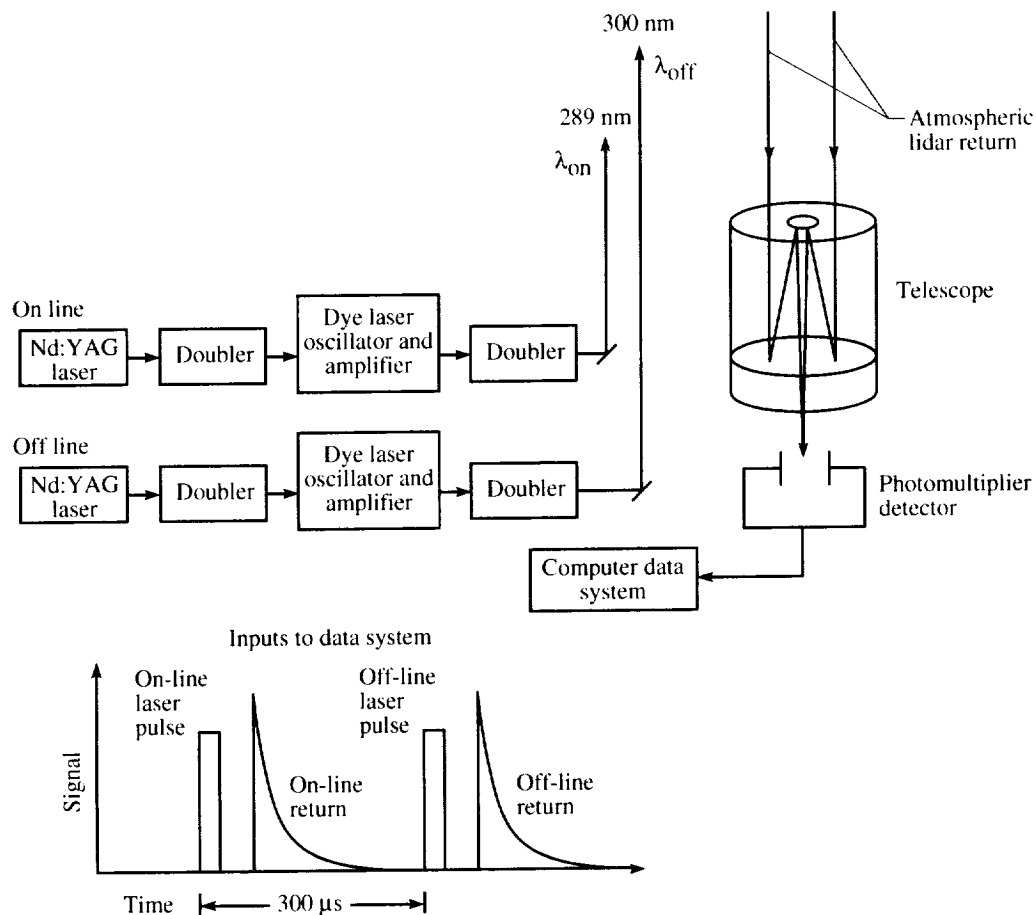 300 nm
λoff
289 nm
λon
Atmospheric
lidar return
Telescope
On line
Nd:YAG
laser
Doubler
Dye laser
oscillator and
amplifier
Doubler
Off line
Nd:YAG
laser
Doubler
Dye laser
oscillator and
amplifier
Doubler
Photomultiplier
detector
Computer data
system
Inputs to data system
On-line
laser
pulse
Off-line
laser
pulse
Signal
On-line
return
Off-line
return
Time
300 μs